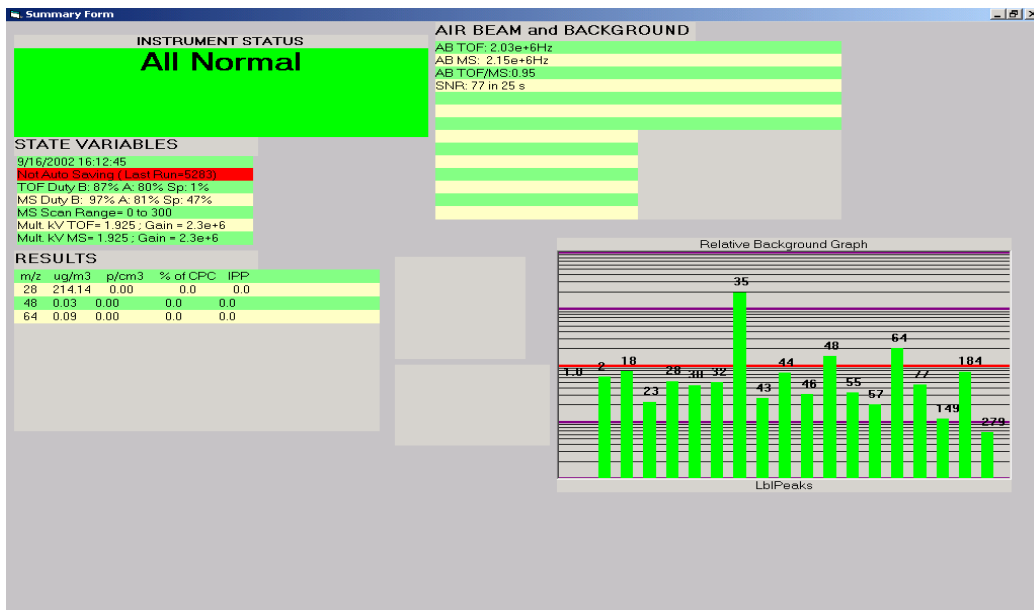 Summary Form
INSTRUMENT STATUS
All Normal
AIR BEAM and BACKGROUND
AB TOF: 2.03e+6Hz
AB MS: 2.15e+6Hz
AB TOF/MS:0.95
SNR: 77 in 25 s
STATE VARIABLES
9/16/2002 16:12:45
Not Auto Saving ( Last Run=5283)
TOF Duty B: 87% A: 80% Sp: 1%
MS Duty B: 97% A: 81% Sp: 47%
MS Scan Range= 0 to 300
Mult. kV TOF= 1.925 ; Gain = 2.3e+6
Mult. kV MS= 1.925 ; Gain = 2.3e+6
RESULTS
m/z ug/m3 p/cm3 % of CPC IPP
28 214.14 0.00 0.0 0.0
48 0.03 0.00 0.0 0.0
64 0.09 0.00 0.0 0.0
Relative Background Graph
1.0 2 18 23 28 30 32 35 43 44 46 48 55 57 64 77 149 184 279
LblPeaks